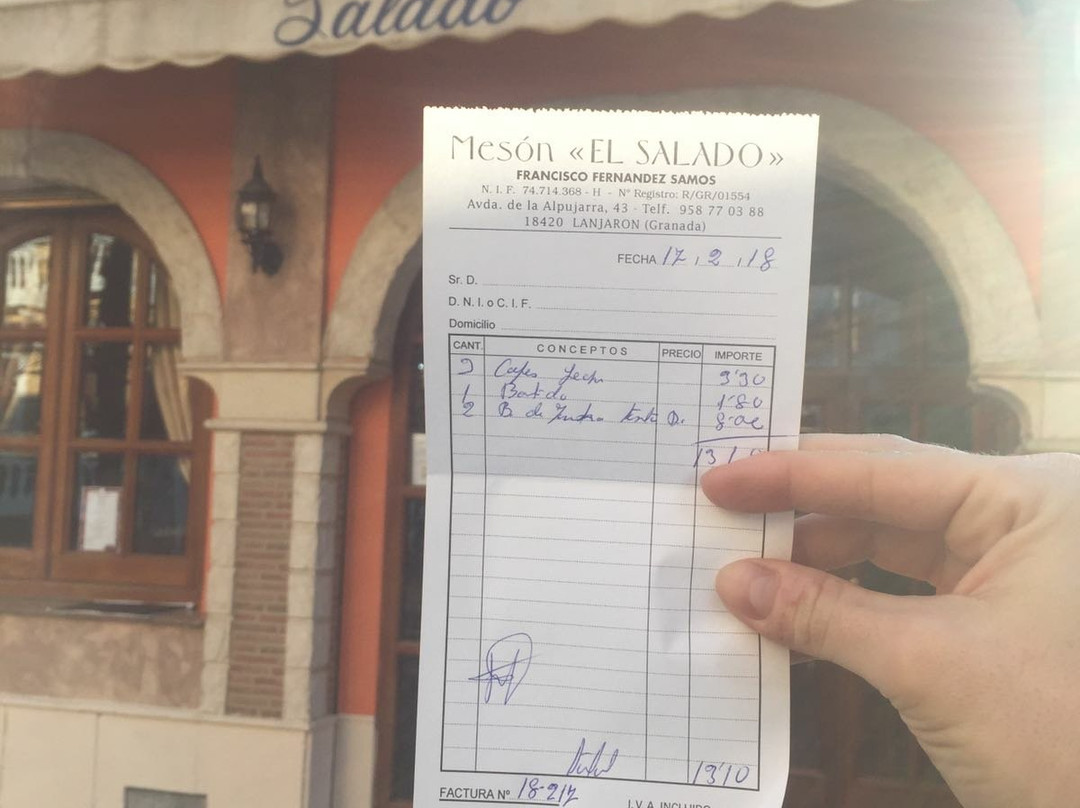 Salado
Mesón «EL SALADO»
FRANCISCO FERNANDEZ SAMOS
N. I. F. 74.714.368 - H - Nº Registro: R/GR/01554
Avda. de la Alpujarra, 43 - Telf. 958 77 03 88
18420 LANJARON (Granada)
FECHA 17, 2, 18
Sr. D.
D. N. I. o C. I. F.
Domicilio
CANT. CONCEPTOS PRECIO IMPORTE
3 Cafes leche 3'30
1 Batido 1'80
2 B. de 8'00
13'10
FACTURA Nº 18-217
I.V.A. INCLUIDO